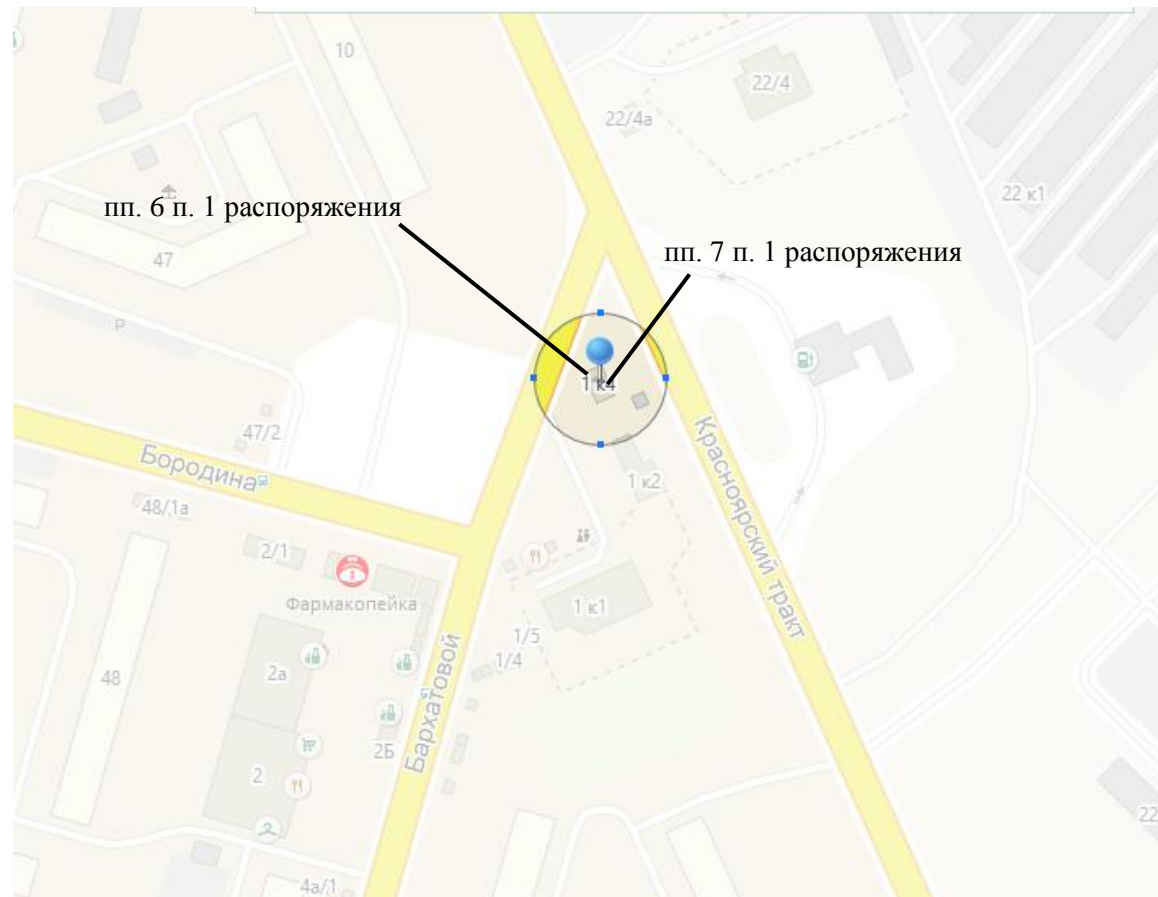 10
22/4
22/4а
22 к1
пп. 6 п. 1 распоряжения
47
пп. 7 п. 1 распоряжения
P
1 к4
47/2
Бородина
Красноярский тракт
1 к2
48/1а
2/1
Фармакопейка
1 к1
1/5
1/4
48
2а
Бархатовой
2Б
2
22
4а/1